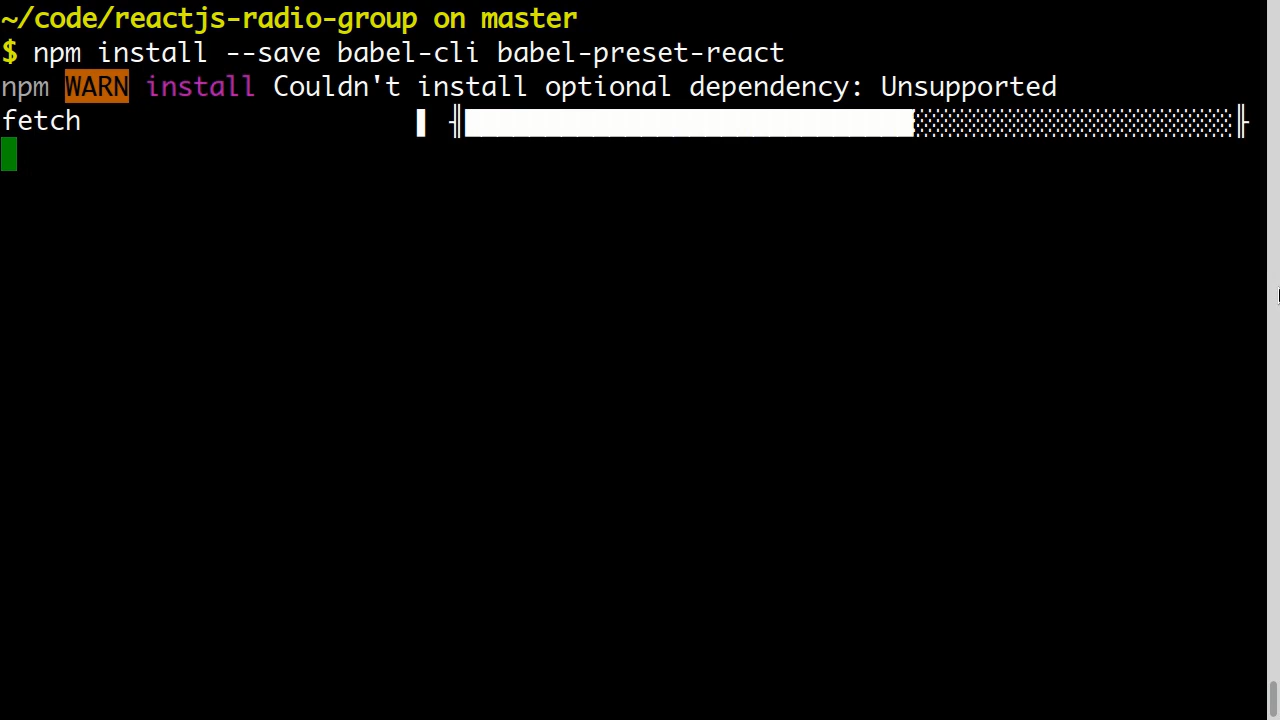 ~/code/reactjs-radio-group on master
$ npm install --save babel-cli babel-preset-react
npm WARN install Couldn't install optional dependency: Unsupported
fetch